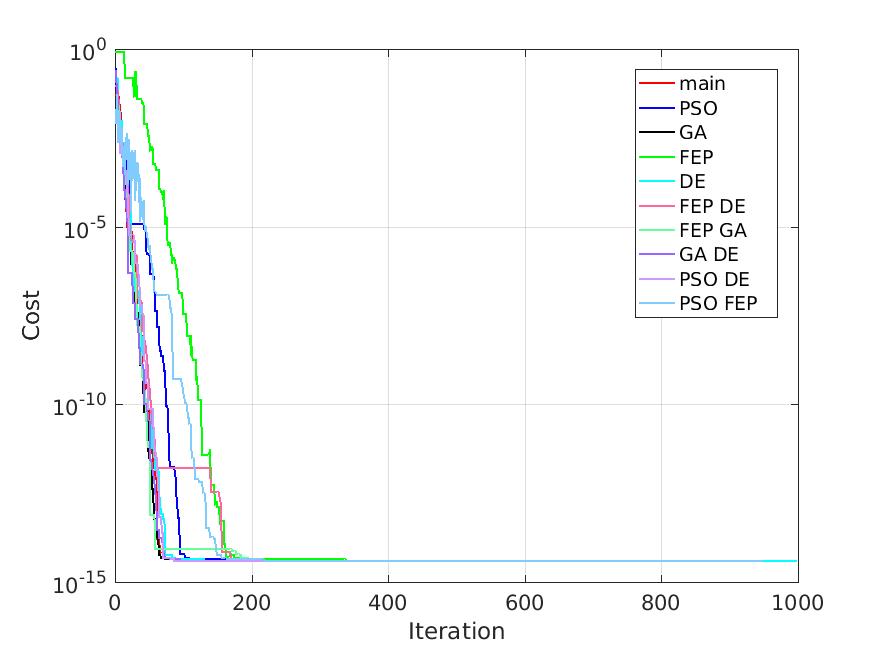 10^0
10^-5
10^-10
10^-15
Cost
0
200
400
600
800
1000
Iteration
main
PSO
GA
FEP
DE
FEP DE
FEP GA
GA DE
PSO DE
PSO FEP